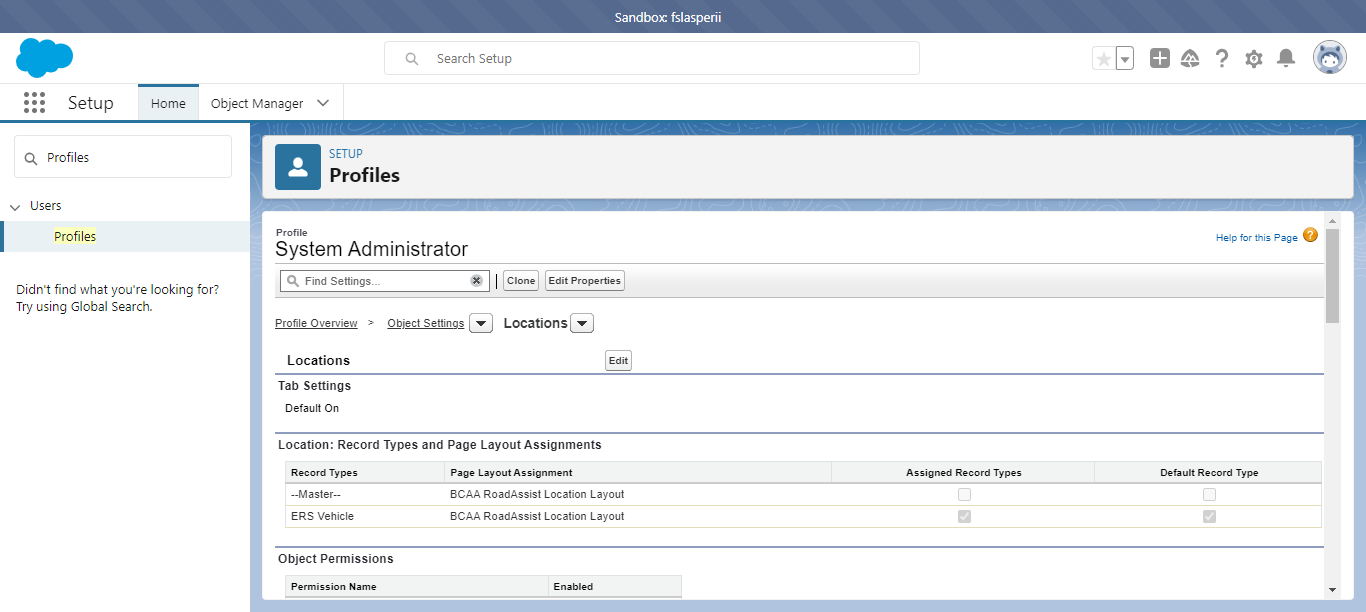 Sandbox: fslasperii
Search Setup
Setup
Home
Object Manager
Profiles
Users
Profiles
Didn't find what you're looking for?
Try using Global Search.
SETUP
Profiles
Profile
System Administrator
Help for this Page
Find Settings...
Clone
Edit Properties
Profile Overview > Object Settings Locations
Locations Edit
Tab Settings
Default On
Location: Record Types and Page Layout Assignments
Record Types Page Layout Assignment Assigned Record Types Default Record Type
--Master-- BCAA RoadAssist Location Layout
ERS Vehicle BCAA RoadAssist Location Layout
Object Permissions
Permission Name Enabled